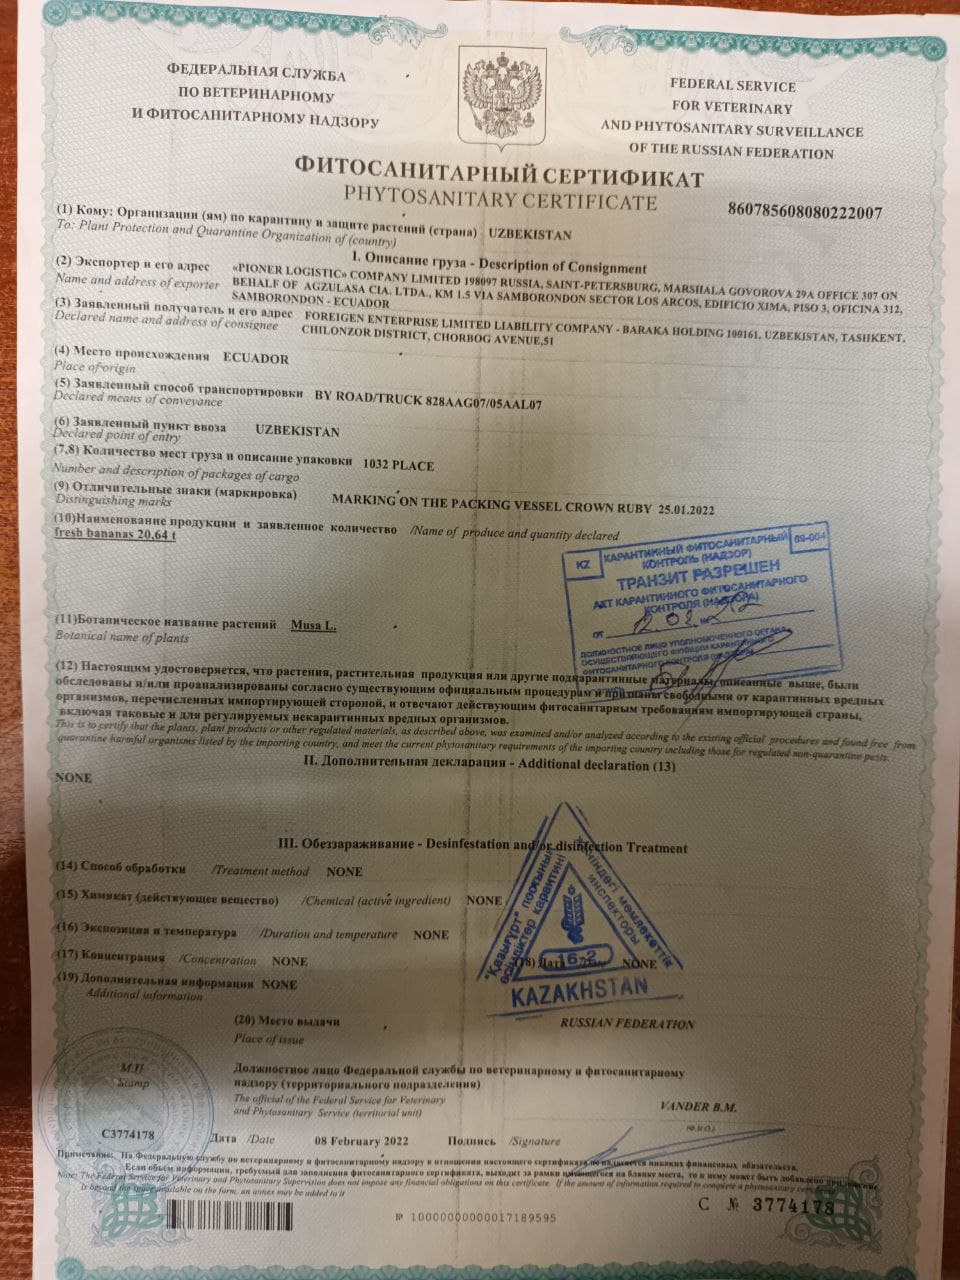 ФЕДЕРАЛЬНАЯ СЛУЖБА
ПО ВЕТЕРИНАРНОМУ
И ФИТОСАНИТАРНОМУ НАДЗОРУ
FEDERAL SERVICE
FOR VETERINARY
AND PHYTOSANITARY SURVEILLANCE
OF THE RUSSIAN FEDERATION
ФИТОСАНИТАРНЫЙ СЕРТИФИКАТ
PHYTOSANITARY CERTIFICATE
860785608080222007
(1) Кому: Организации (ям) по карантину и защите растений (страна) UZBEKISTAN
To: Plant Protection and Quarantine Organization of (country)
I. Описание груза - Description of Consignment
(2) Экспортер и его адрес «PIONER LOGISTIC» COMPANY LIMITED 198097 RUSSIA, SAINT-PETERSBURG, MARSHALA GOVOROVA 29A OFFICE 307 ON
Name and address of exporter BEHALF OF AGZULASA CIA. LTDA., KM 1.5 VIA SAMBORONDON SECTOR LOS ARCOS, EDIFICIO XIMA, PISO 3, OFICINA 312,
SAMBORONDON - ECUADOR
(3) Заявленный получатель и его адрес FOREIGEN ENTERPRISE LIMITED LIABILITY COMPANY - BARAKA HOLDING 100161, UZBEKISTAN, TASHKENT,
Declared name and address of consignee CHILONZOR DISTRICT, CHORBOG AVENUE,51
(4) Место происхождения ECUADOR
Place of origin
(5) Заявленный способ транспортировки BY ROAD/TRUCK 828AAG07/05AAL07
Declared means of conveyance
(6) Заявленный пункт ввоза UZBEKISTAN
Declared point of entry
(7,8) Количество мест груза и описание упаковки 1032 PLACE
Number and description of packages of cargo
(9) Отличительные знаки (маркировка) MARKING ON THE PACKING VESSEL CROWN RUBY 25.01.2022
Distinguishing marks
(10)Наименование продукции и заявленное количество /Name of produce and quantity declared
fresh bananas 20,64 t
KZ КАРАНТИННЫЙ ФИТОСАНИТАРНЫЙ 09-004
КОНТРОЛЬ (НАДЗОР)
ТРАНЗИТ РАЗРЕШЕН
АКТ КАРАНТИННОГО ФИТОСАНИТАРНОГО
КОНТРОЛЯ (НАДЗОРА)
от 12.02 №
ДОЛЖНОСТНОЕ ЛИЦО УПОЛНОМОЧЕННОГО ОРГАНА
ОСУЩЕСТВЛЯЮЩЕГО ФУНКЦИИ КАРАНТИННОГО
ФИТОСАНИТАРНОГО КОНТРОЛЯ (НАДЗОРА)
(11)Ботаническое название растений Musa L.
Botanical name of plants
(12) Настоящим удостоверяется, что растения, растительная продукция или другие подкарантинные материалы, описанные выше, были
обследованы и/или проанализированы согласно существующим официальным процедурам и признаны свободными от карантинных вредных
организмов, перечисленных импортирующей стороной, и отвечают действующим фитосанитарным требованиям импортирующей страны,
включая таковые и для регулируемых некарантинных вредных организмов.
This is to certify that the plants, plant products or other regulated materials, as described above, was examined and/or analyzed according to the existing official procedures and found free from
quarantine harmful organisms listed by the importing country, and meet the current phytosanitary requirements of the importing country including those for regulated non-quarantine pests.
II. Дополнительная декларация - Additional declaration (13)
NONE
III. Обеззараживание - Desinfestation and/or disinfection Treatment
(14) Способ обработки /Treatment method NONE
(15) Химикат (действующее вещество) /Chemical (active ingredient) NONE
(16) Экспозиция и температура /Duration and temperature NONE
(17) Концентрация /Concentration NONE (18) Дата /Date NONE
(19) Дополнительная информация NONE
Additional information
"Қазығұрт" посткының
өсімдіктер карантині
жөніндегі мемлекеттік
инспекторы
162
KAZAKHSTAN
(20) Место выдачи RUSSIAN FEDERATION
Place of issue
М.П
Stamp
Должностное лицо Федеральной службы по ветеринарному и фитосанитарному
надзору (территориального подразделения)
The official of the Federal Service for Veterinary
and Phytosanitary Service (territorial unit)
VANDER B.M.
(Ф.И.О.)
С3774178 Дата /Date 08 February 2022 Подпись /Signature
Примечание: На Федеральную службу по ветеринарному и фитосанитарному надзору в отношении настоящего сертификата не налагается никаких финансовых обязательств.
Если объем информации, требуемый для заполнения фитосанитарного сертификата, выходит за рамки имеющегося на бланке места, то к нему может быть добавлено приложение
Note: The Federal Service for Veterinary and Phytosanitary Supervision does not impose any financial obligations on this certificate. If the amount of information required to complete a phytosanitary
is beyond the space available on the form, an annex may be added to it
С № 3774178
№ 10000000000017189595